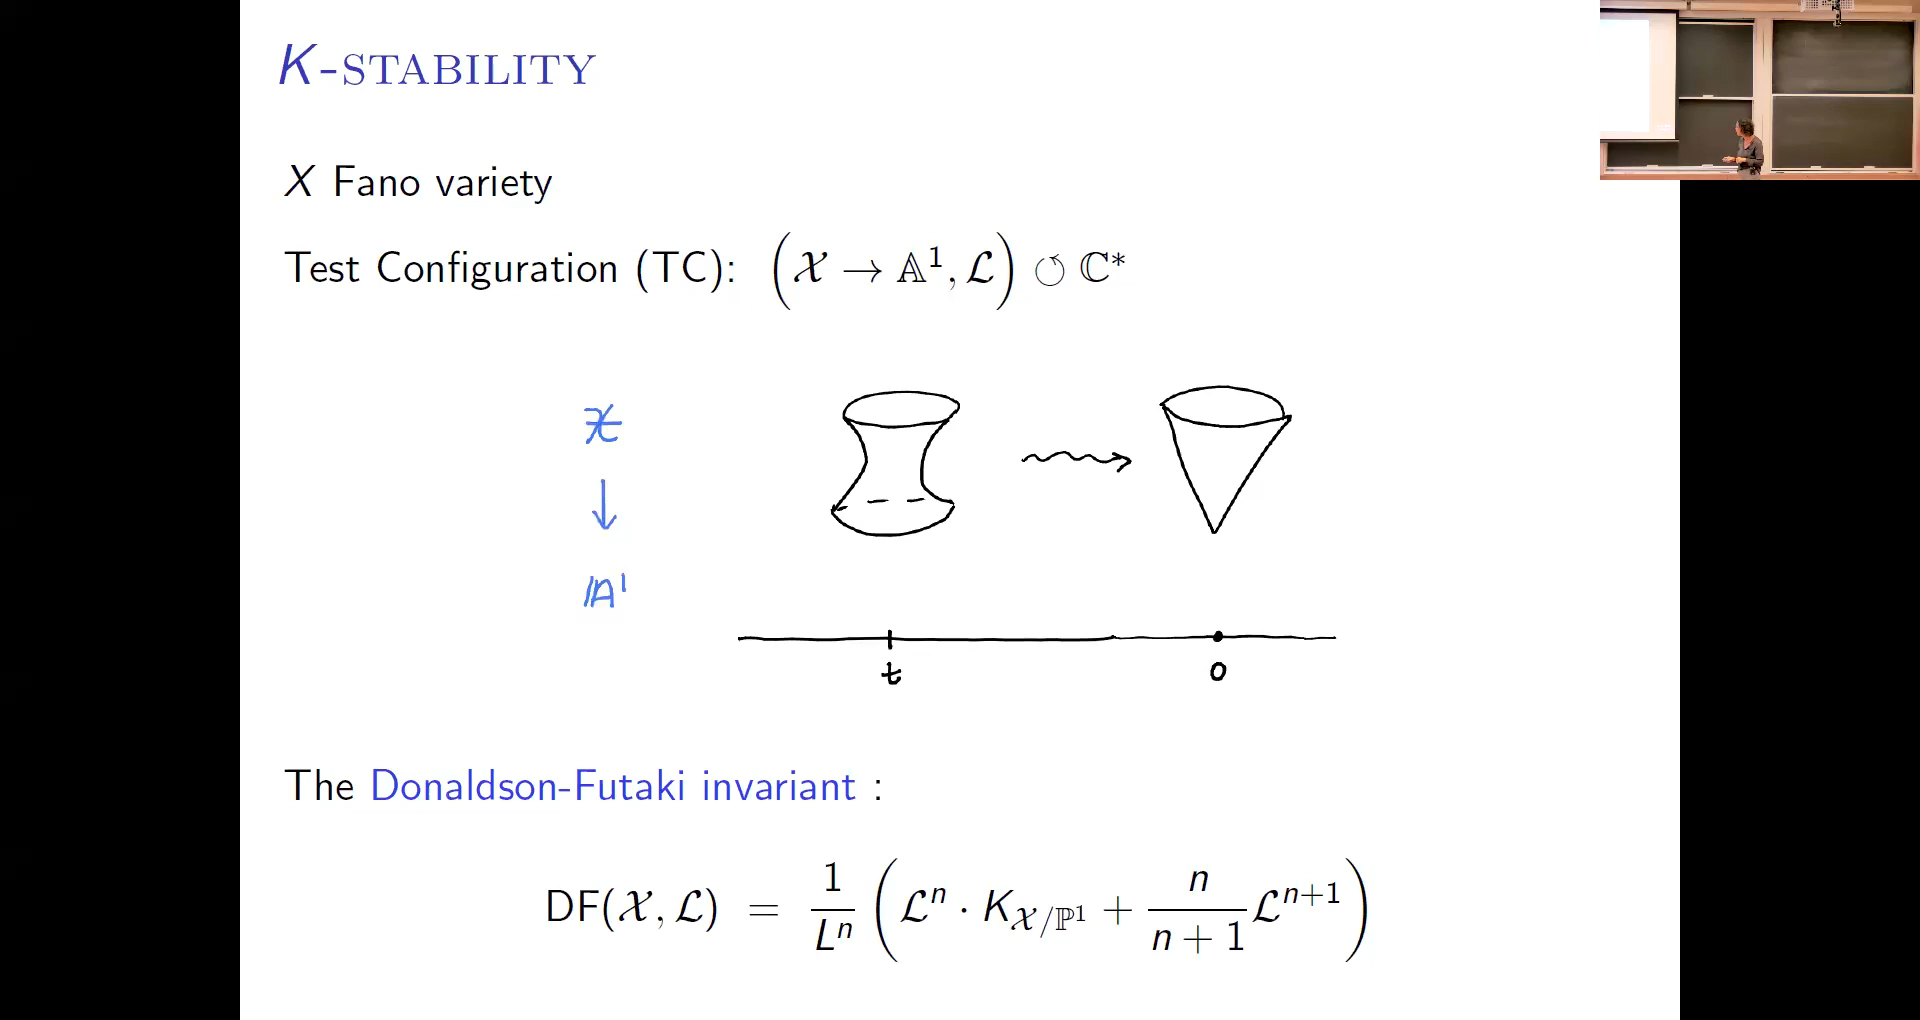 K-STABILITY
X Fano variety
Test Configuration (TC): (𝒳 → 𝔸¹, ℒ) ↺ ℂ*
𝒳
↓
𝔸¹
t 0
The Donaldson-Futaki invariant :
DF(𝒳, ℒ) = 1/Lⁿ (ℒⁿ · K_{𝒳/ℙ¹} + n/(n + 1) ℒⁿ⁺¹)